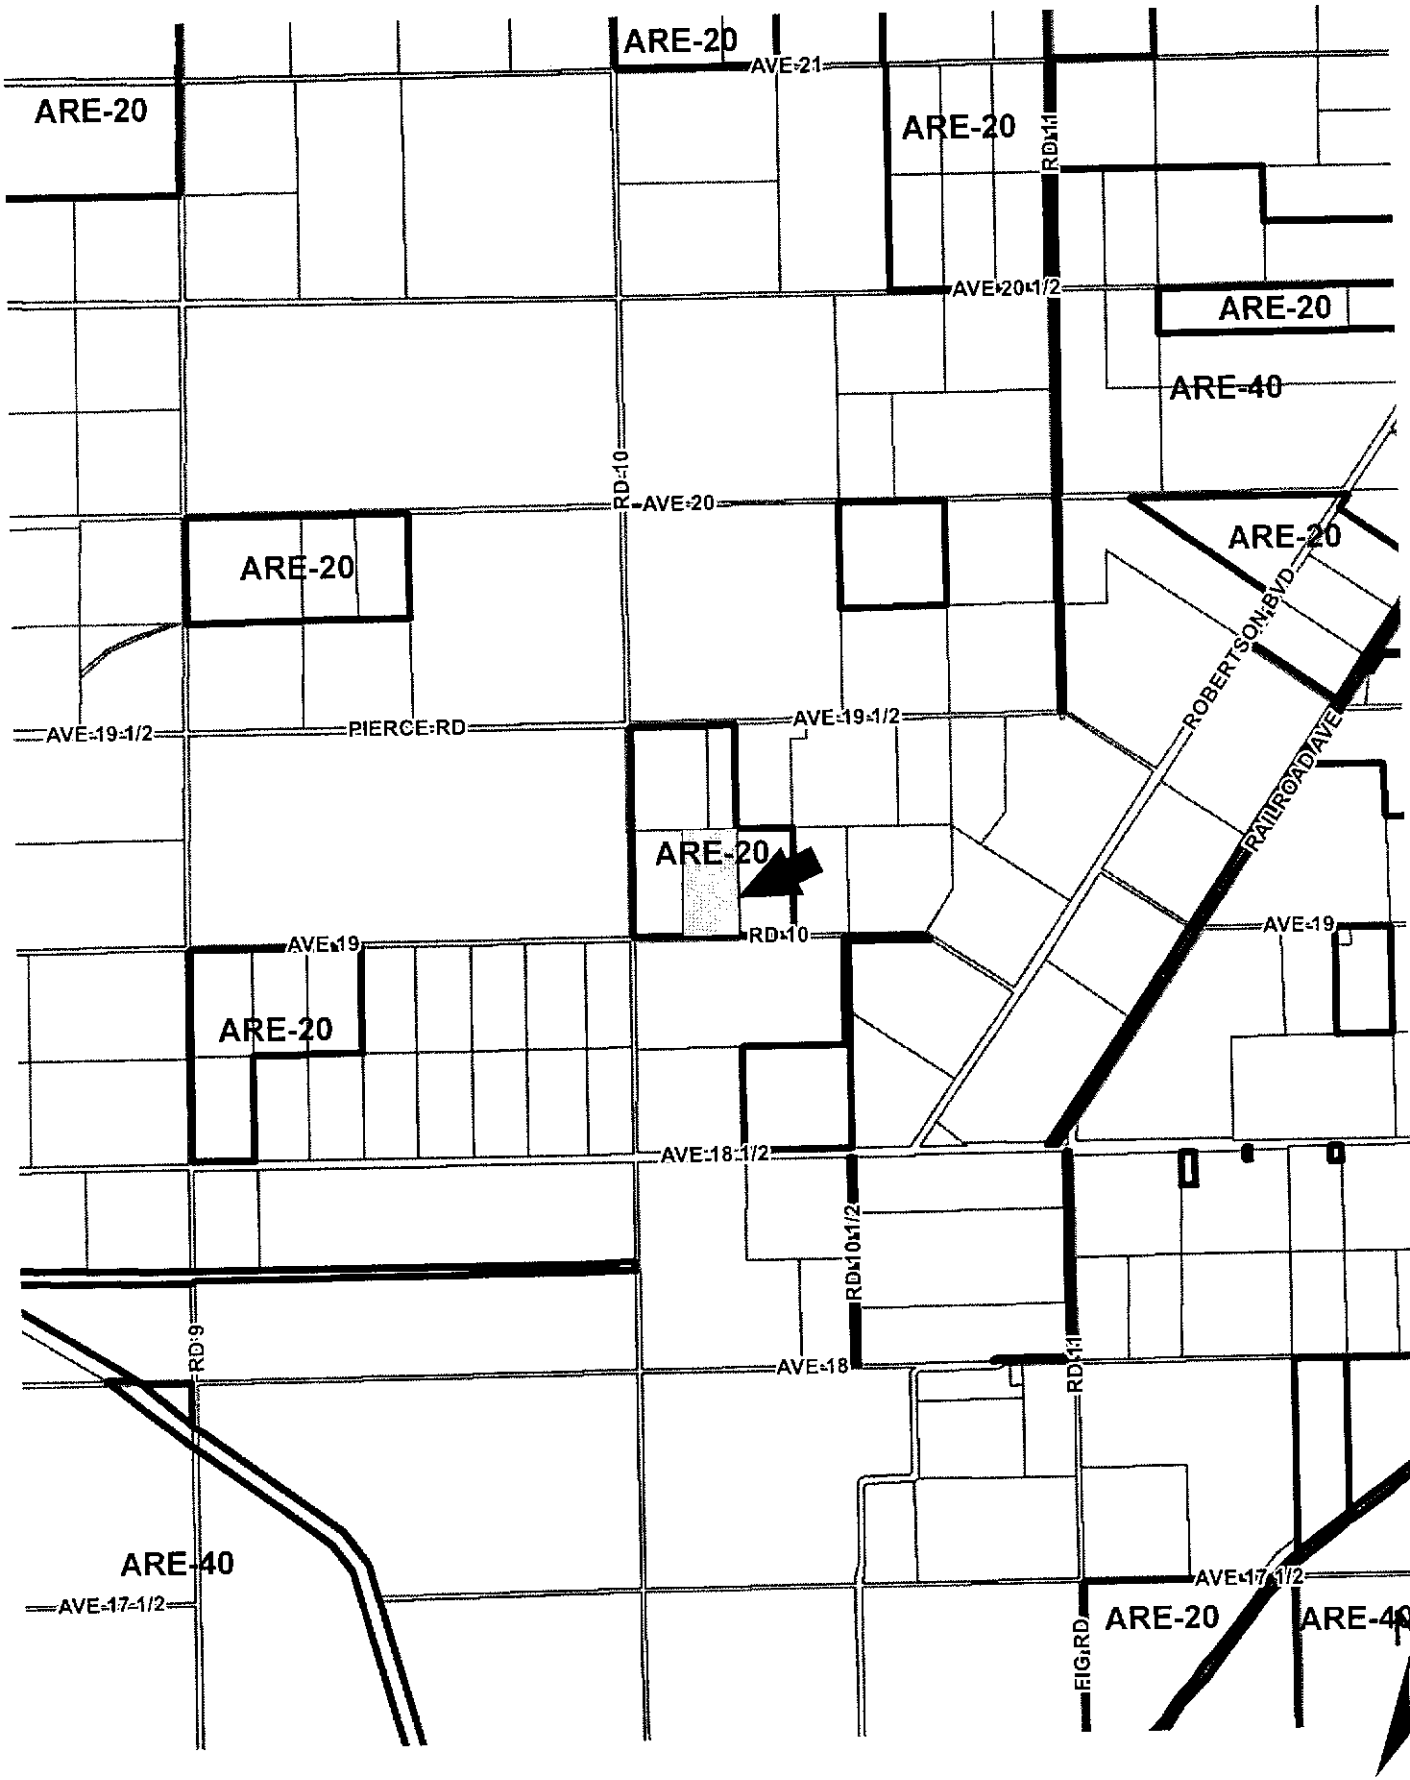 ARE-20
AVE 21
ARE-20
ARE-20
RD 11
AVE 20 1/2
ARE-20
ARE-40
RD 10
AVE 20
ARE-20
ARE-20
ROBERTSON BVD
AVE 19 1/2
PIERCE RD
AVE 19 1/2
RAILROAD AVE
ARE-20
AVE 19
RD 10
AVE 19
ARE-20
AVE 18 1/2
RD 10 1/2
RD 9
AVE 18
RD 11
ARE-40
AVE 17 1/2
AVE 17 1/2
ARE-20
ARE-40
FIG RD